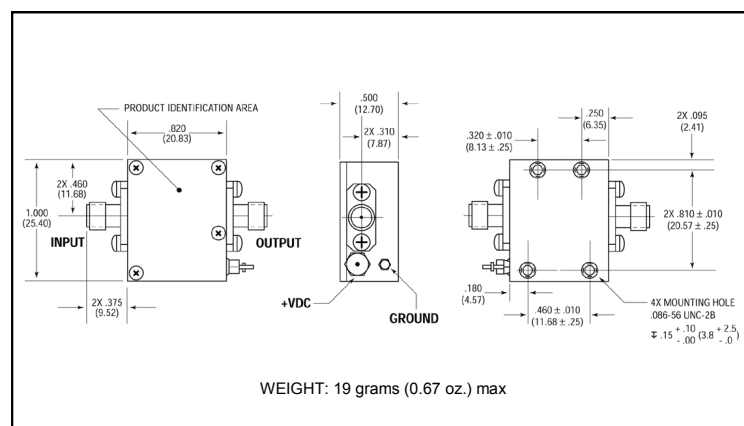 PRODUCT IDENTIFICATION AREA
.820
(20.83)
2X .460
(11.68)
1.000
(25.40)
INPUT
OUTPUT
2X .375
(9.52)
.500
(12.70)
2X .310
(7.87)
+VDC
GROUND
.320 ± .010
(8.13 ± .25)
.250
(6.35)
2X .095
(2.41)
2X .810 ± .010
(20.57 ± .25)
.180
(4.57)
.460 ± .010
(11.68 ± .25)
4X MOUNTING HOLE
.086-56 UNC-2B
↧ .15 + .10 - .00 (3.8 + 2.5 - .0)
WEIGHT: 19 grams (0.67 oz.) max